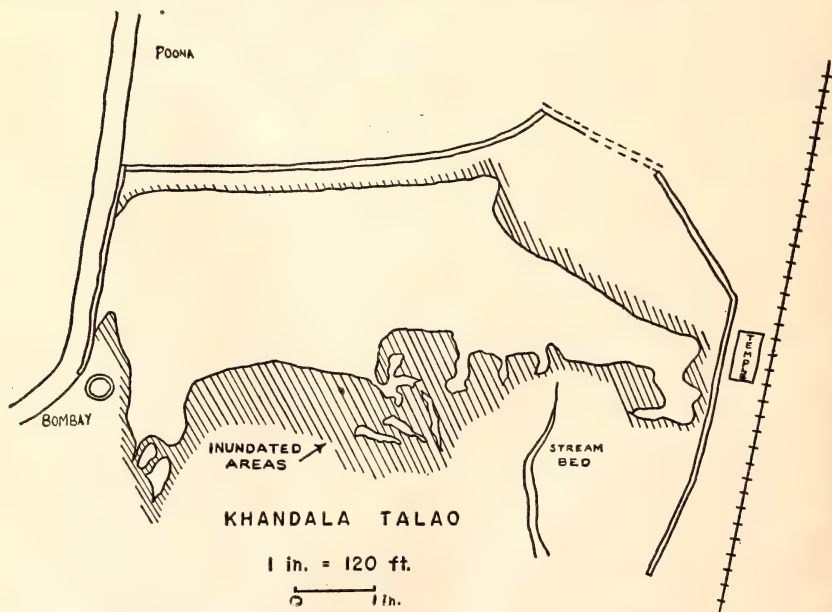 POONA
TEMPLE
BOMBAY
INUNDATED
AREAS
STREAM
BED
KHANDALA TALAO
1 in. = 120 ft.
0 1 in.